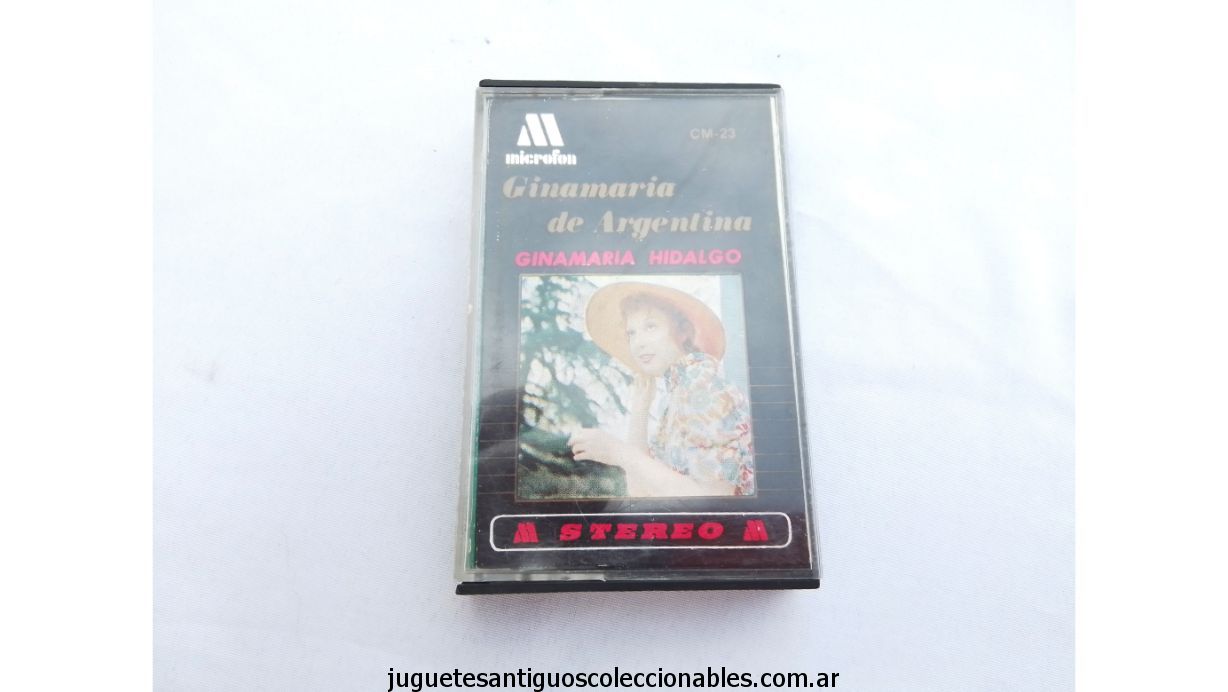 microfon
CM-23
Ginamaria
de Argentina
GINAMARIA HIDALGO
STEREO
juguetesantiguoscoleccionables.com.ar